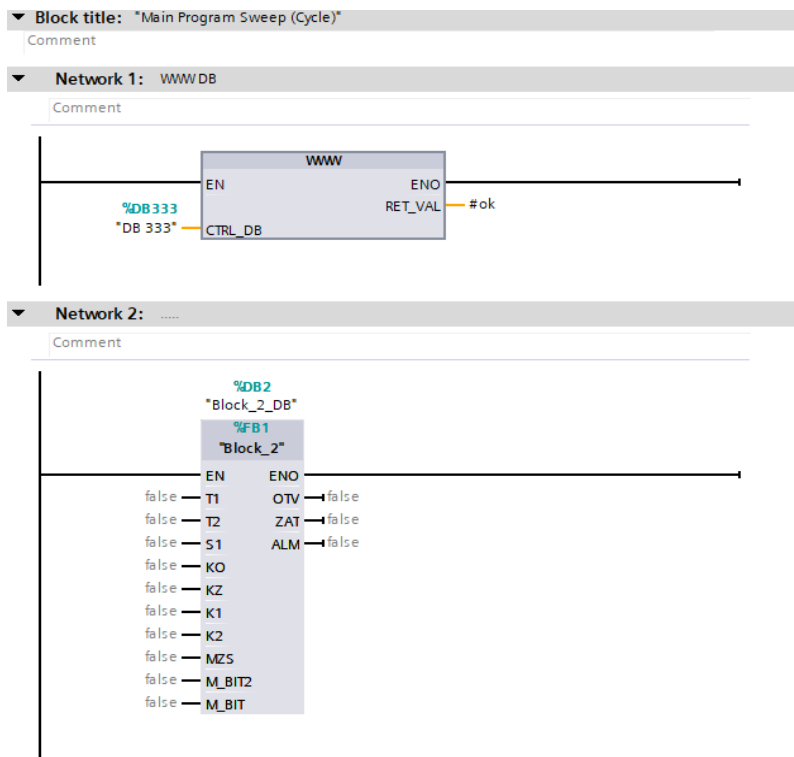 Block title: "Main Program Sweep (Cycle)"
Comment
Network 1: WWW DB
Comment
WWW
EN ENO
%DB333 RET_VAL #ok
"DB 333" CTRL_DB
Network 2: .....
Comment
%DB2
"Block_2_DB"
%FB1
"Block_2"
EN ENO
false T1 OTV false
false T2 ZAT false
false S1 ALM false
false KO
false KZ
false K1
false K2
false MZS
false M_BIT2
false M_BIT